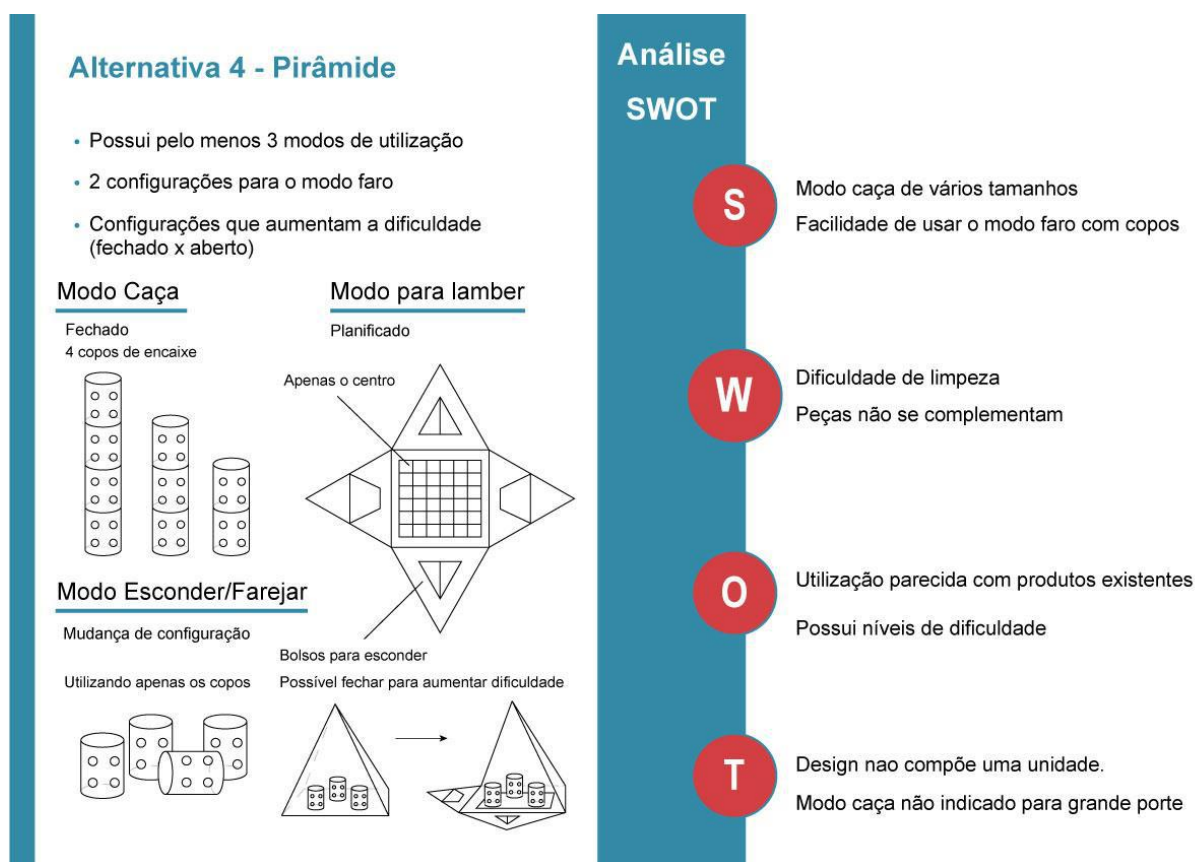 Alternativa 4 - Pirâmide
• Possui pelo menos 3 modos de utilização
• 2 configurações para o modo faro
• Configurações que aumentam a dificuldade
(fechado x aberto)
Modo Caça
Fechado
4 copos de encaixe
Modo para lamber
Planificado
Apenas o centro
Modo Esconder/Farejar
Mudança de configuração
Utilizando apenas os copos
Bolsos para esconder
Possível fechar para aumentar dificuldade
Análise
SWOT
S
Modo caça de vários tamanhos
Facilidade de usar o modo faro com copos
W
Dificuldade de limpeza
Peças não se complementam
O
Utilização parecida com produtos existentes
Possui níveis de dificuldade
T
Design nao compõe uma unidade.
Modo caça não indicado para grande porte